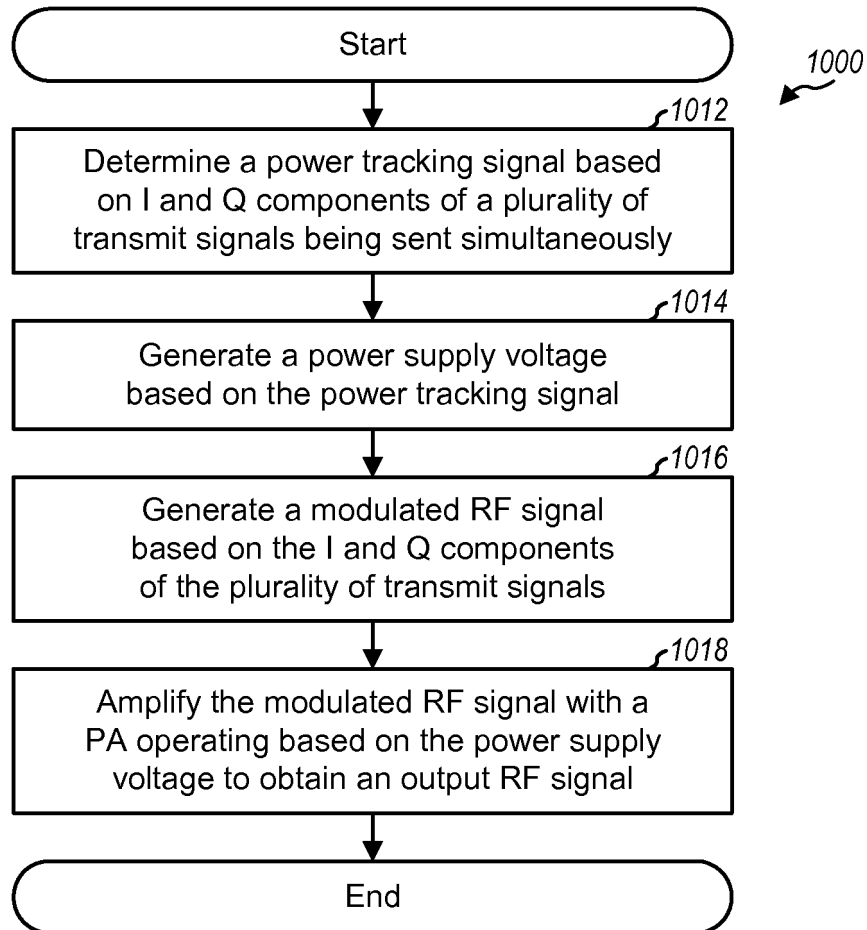 Start
1000
1012
Determine a power tracking signal based
on I and Q components of a plurality of
transmit signals being sent simultaneously
1014
Generate a power supply voltage
based on the power tracking signal
1016
Generate a modulated RF signal
based on the I and Q components
of the plurality of transmit signals
1018
Amplify the modulated RF signal with a
PA operating based on the power supply
voltage to obtain an output RF signal
End